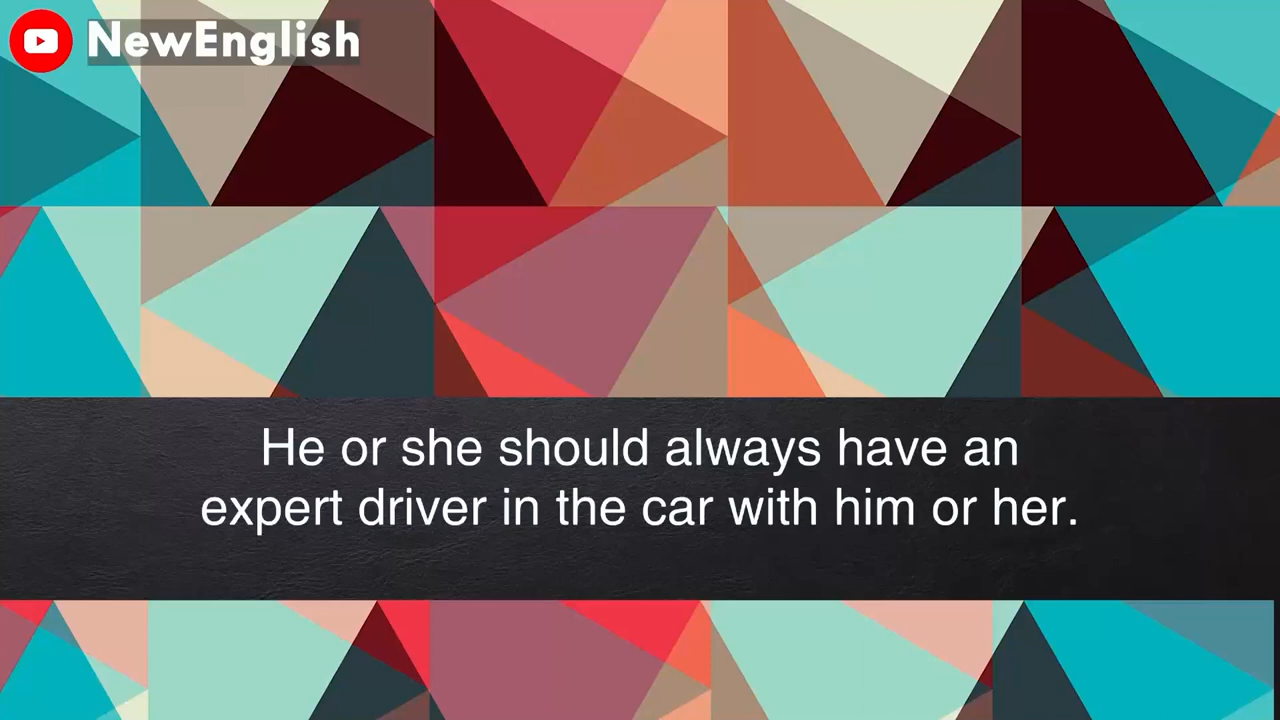 NewEnglish
He or she should always have an
expert driver in the car with him or her.